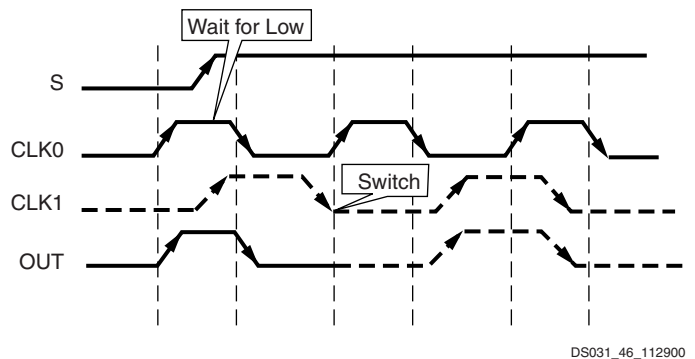 Wait for Low
S
CLK0
CLK1
Switch
OUT
DS031_46_112900